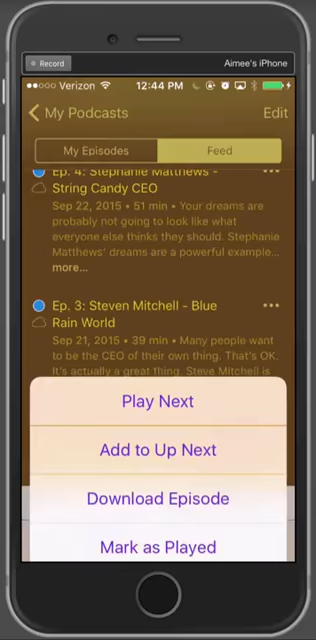 Record
Aimee's iPhone
Verizon
12:44 PM
My Podcasts
Edit
My Episodes
Feed
Ep. 4: Stephanie Matthews -
String Candy CEO
Sep 22, 2015 • 51 min • Your dreams are
probably not going to look like what
everyone else thinks they should. Stephanie
Matthews' dreams are a powerful example...
more...
Ep. 3: Steven Mitchell - Blue
Rain World
Sep 21, 2015 • 39 min • Many people want
to be the CEO of their own thing. That's OK.
It's actually a great thing. Steve Mitchell is
Play Next
Add to Up Next
Download Episode
Mark as Played